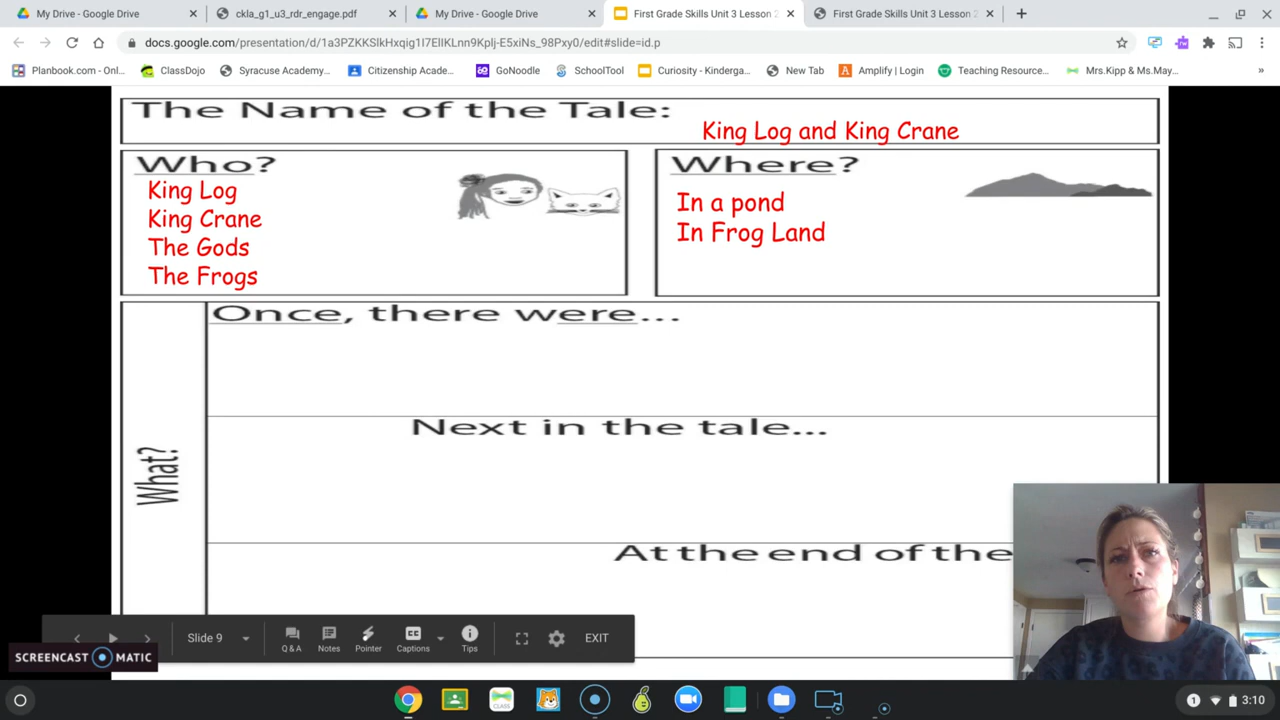 My Drive - Google Drive
ckla_g1_u3_rdr_engage.pdf
My Drive - Google Drive
First Grade Skills Unit 3 Lesson 2
First Grade Skills Unit 3 Lesson 2
docs.google.com/presentation/d/1a3PZKKSlkHxqig1I7EllKLnn9KpIj-E5xiNs_98Pxy0/edit#slide=id.p
Planbook.com - Onl...
ClassDojo
Syracuse Academy...
Citizenship Acade...
GoNoodle
SchoolTool
Curiosity - Kinderga...
New Tab
Amplify | Login
Teaching Resource...
Mrs.Kipp & Ms.May...
»
The Name of the Tale:
King Log and King Crane
Who?
King Log
King Crane
The Gods
The Frogs
Where?
In a pond
In Frog Land
What?
Once, there were...
Next in the tale...
At the end of the
Slide 9
Q & A
Notes
Pointer
Captions
Tips
EXIT
SCREENCAST MATIC
CLASS
1
3:10